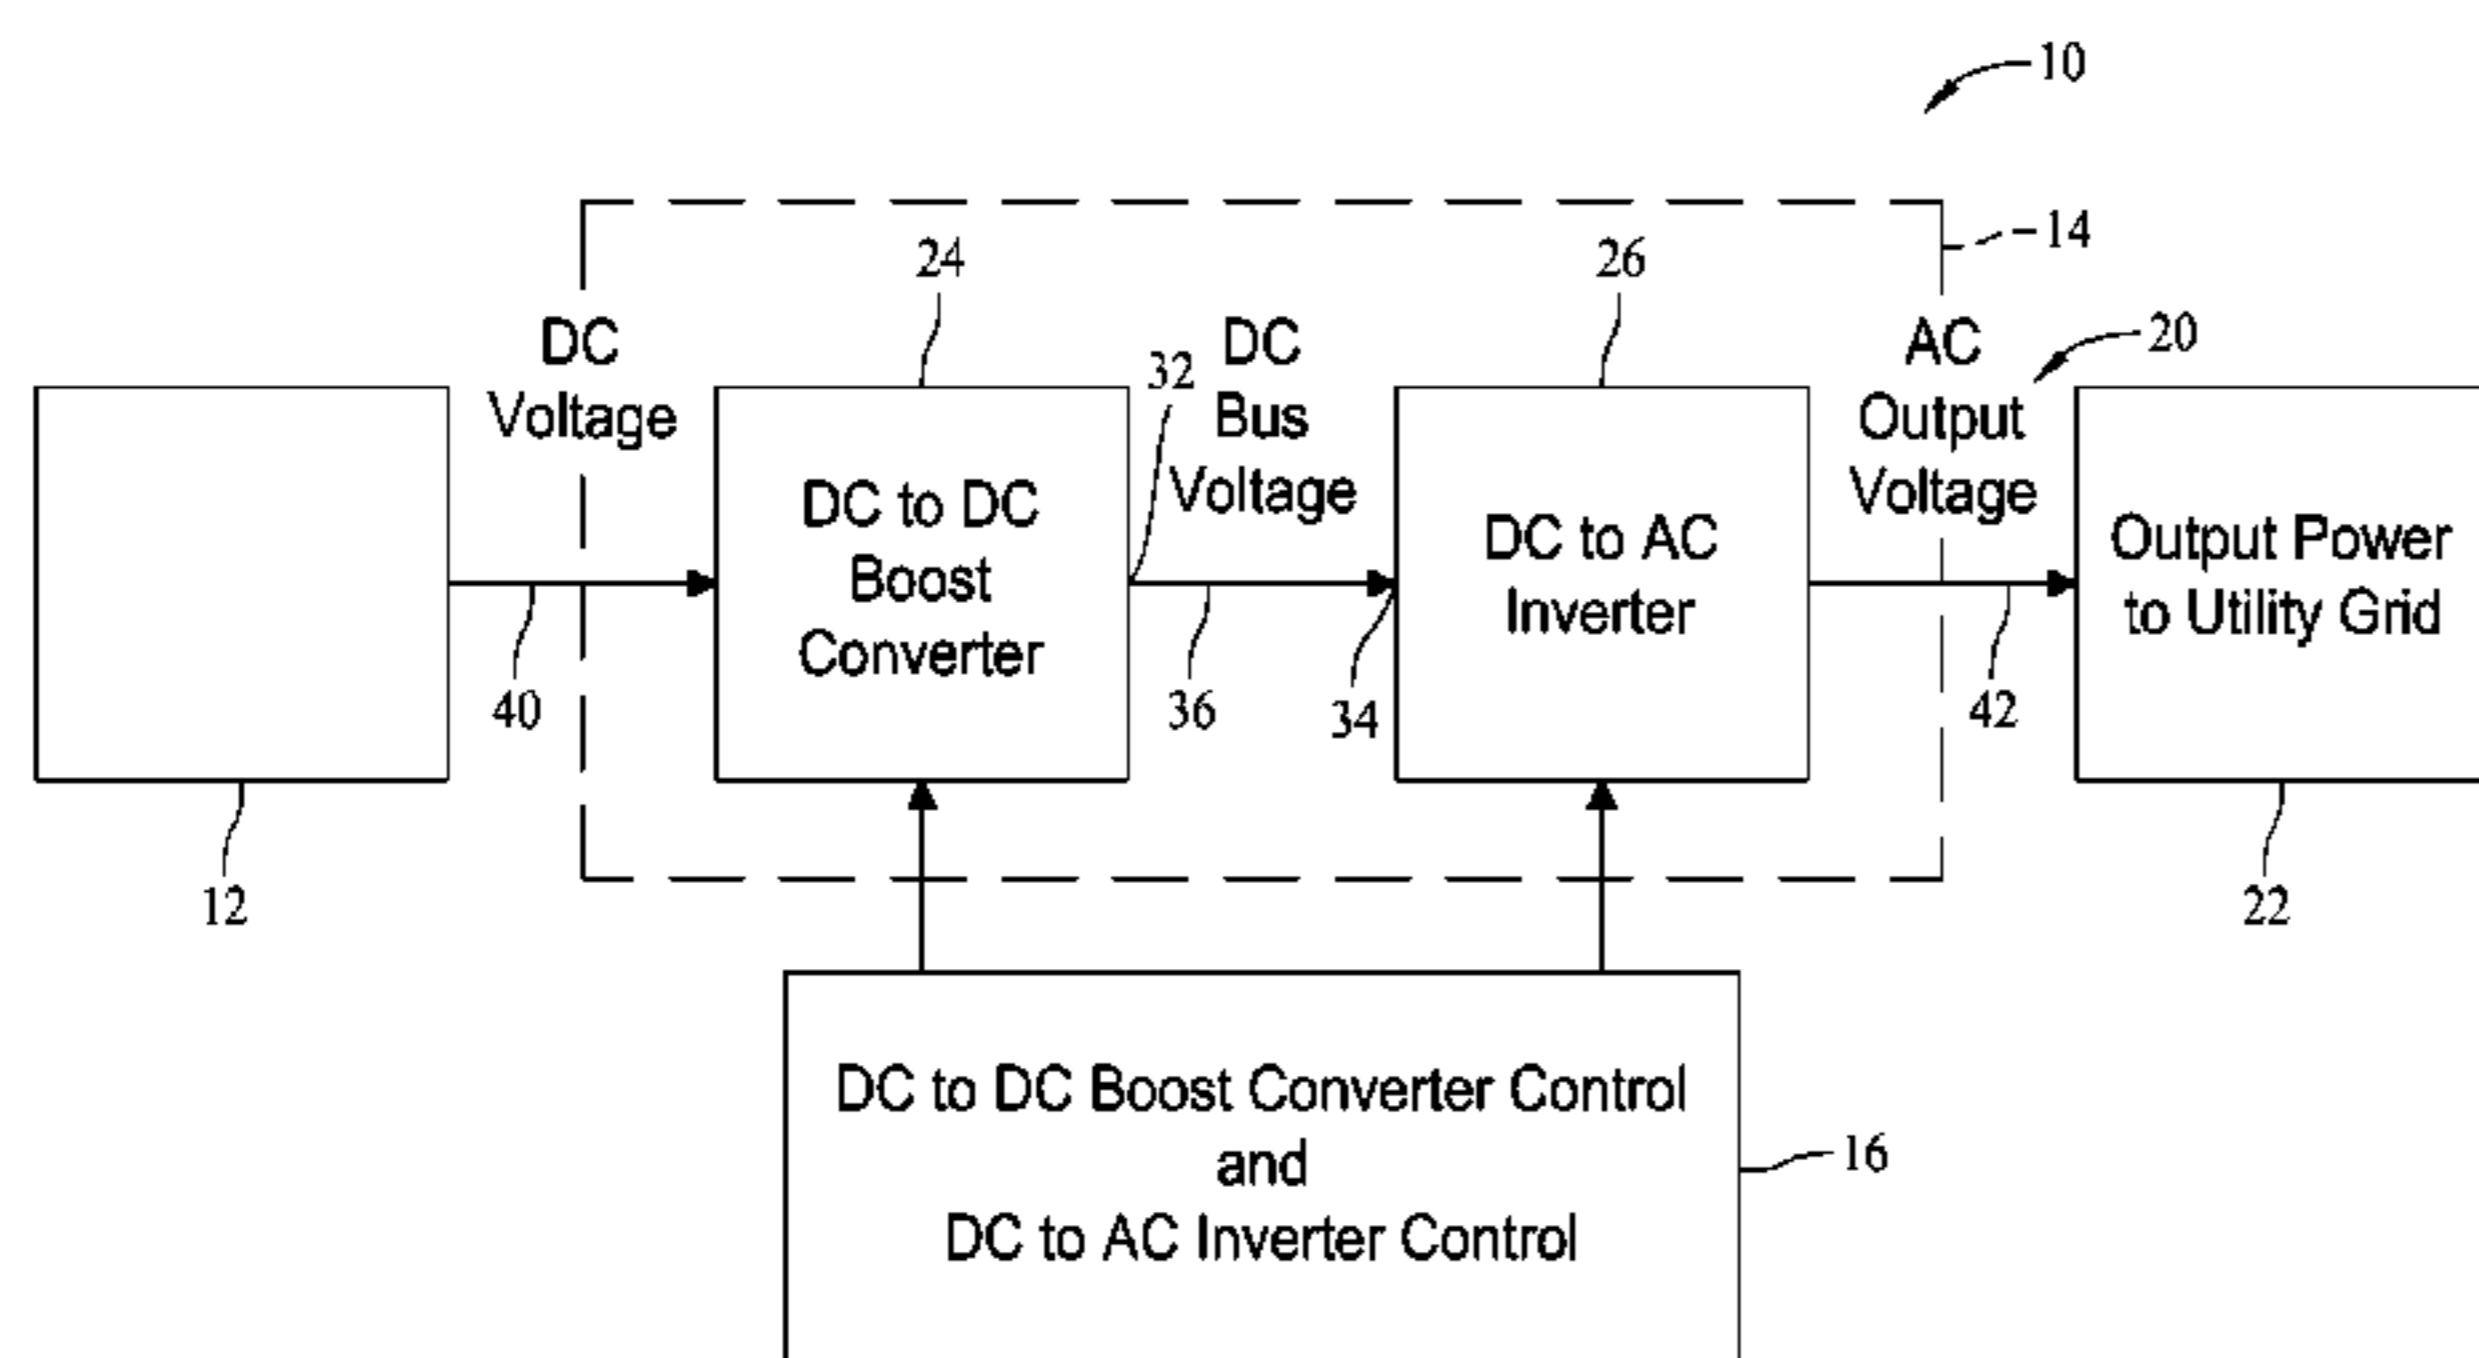 10
14
24
26
20
DC
Voltage
32
DC
Bus
Voltage
AC
Output
Voltage
DC to DC
Boost
Converter
DC to AC
Inverter
Output Power
to Utility Grid
40
36
34
42
12
22
DC to DC Boost Converter Control
and
DC to AC Inverter Control
16